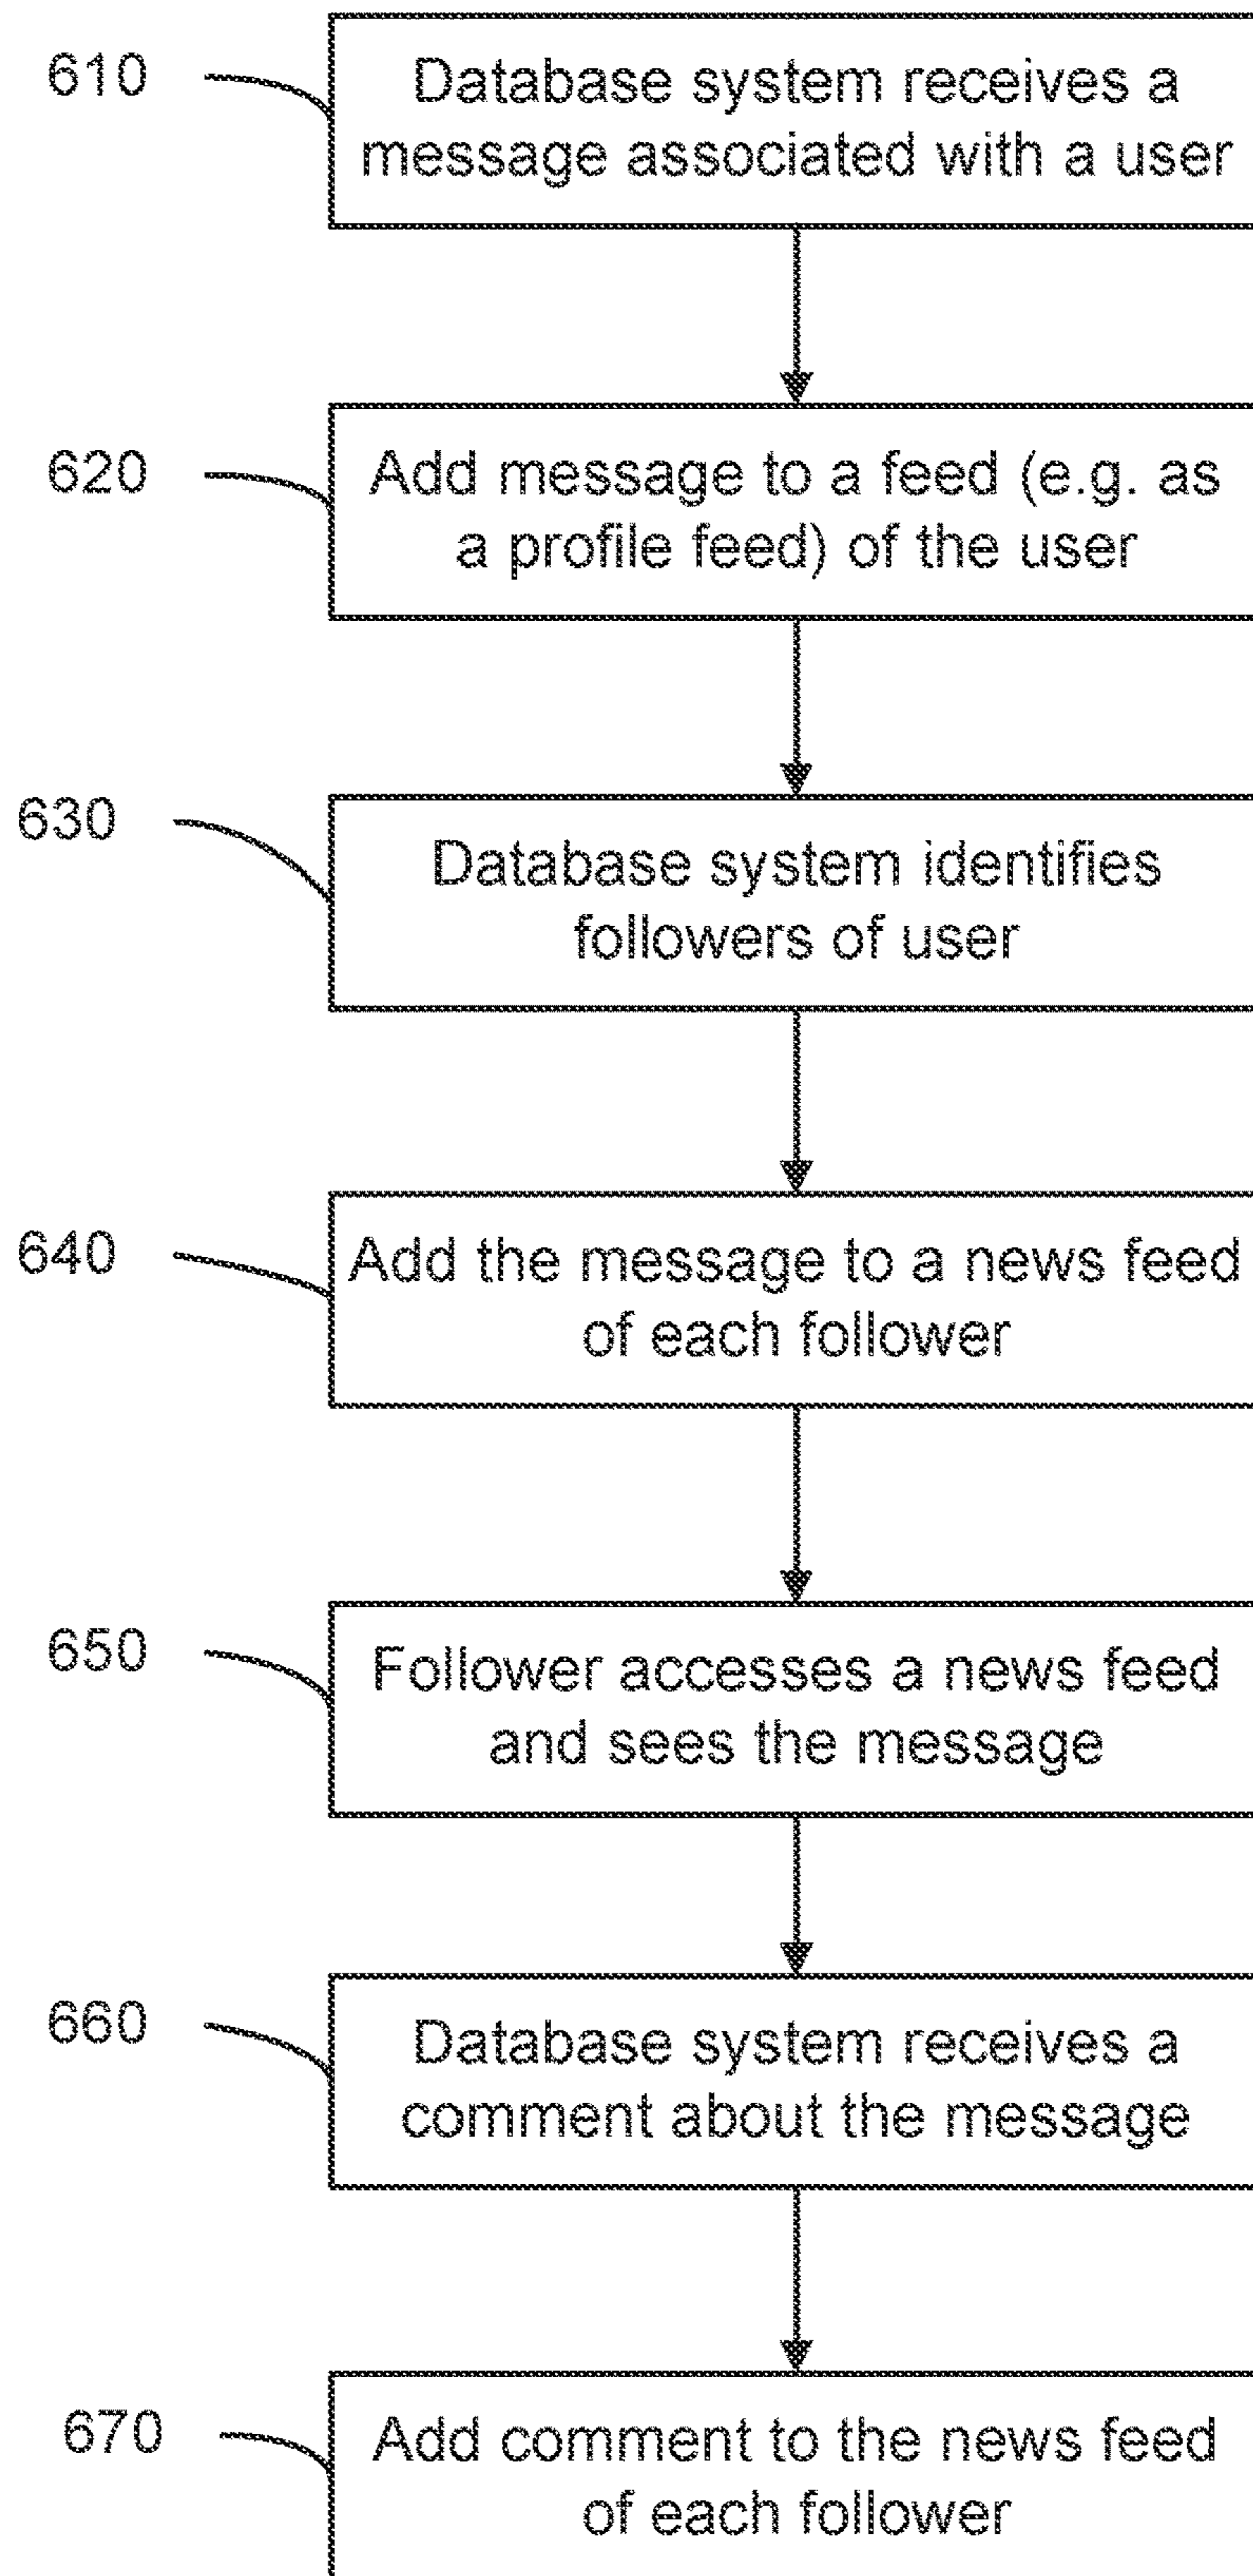 610
Database system receives a
message associated with a user
620
Add message to a feed (e.g. as
a profile feed) of the user
630
Database system identifies
followers of user
640
Add the message to a news feed
of each follower
650
Follower accesses a news feed
and sees the message
660
Database system receives a
comment about the message
670
Add comment to the news feed
of each follower